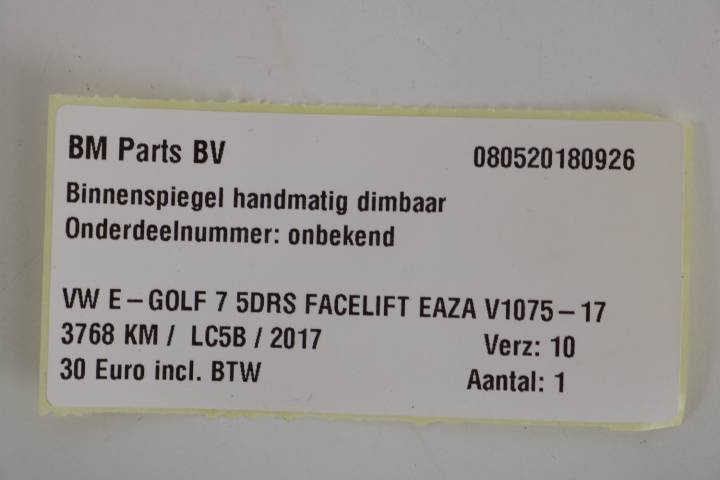 BM Parts BV 080520180926
Binnenspiegel handmatig dimbaar
Onderdeelnummer: onbekend
VW E-GOLF 7 5DRS FACELIFT EAZA V1075-17
3768 KM / LC5B / 2017 Verz: 10
30 Euro incl. BTW Aantal: 1